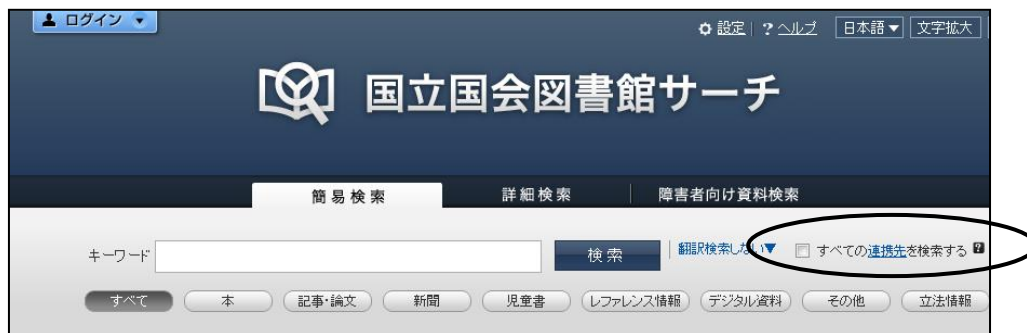 ログイン ▼
設定 | ? ヘルプ 日本語▼ 文字拡大
国立国会図書館サーチ
簡易検索 詳細検索 障害者向け資料検索
キーワード 検索 翻訳検索しない▼ すべての連携先を検索する ?
すべて 本 記事・論文 新聞 児童書 レファレンス情報 デジタル資料 その他 立法情報